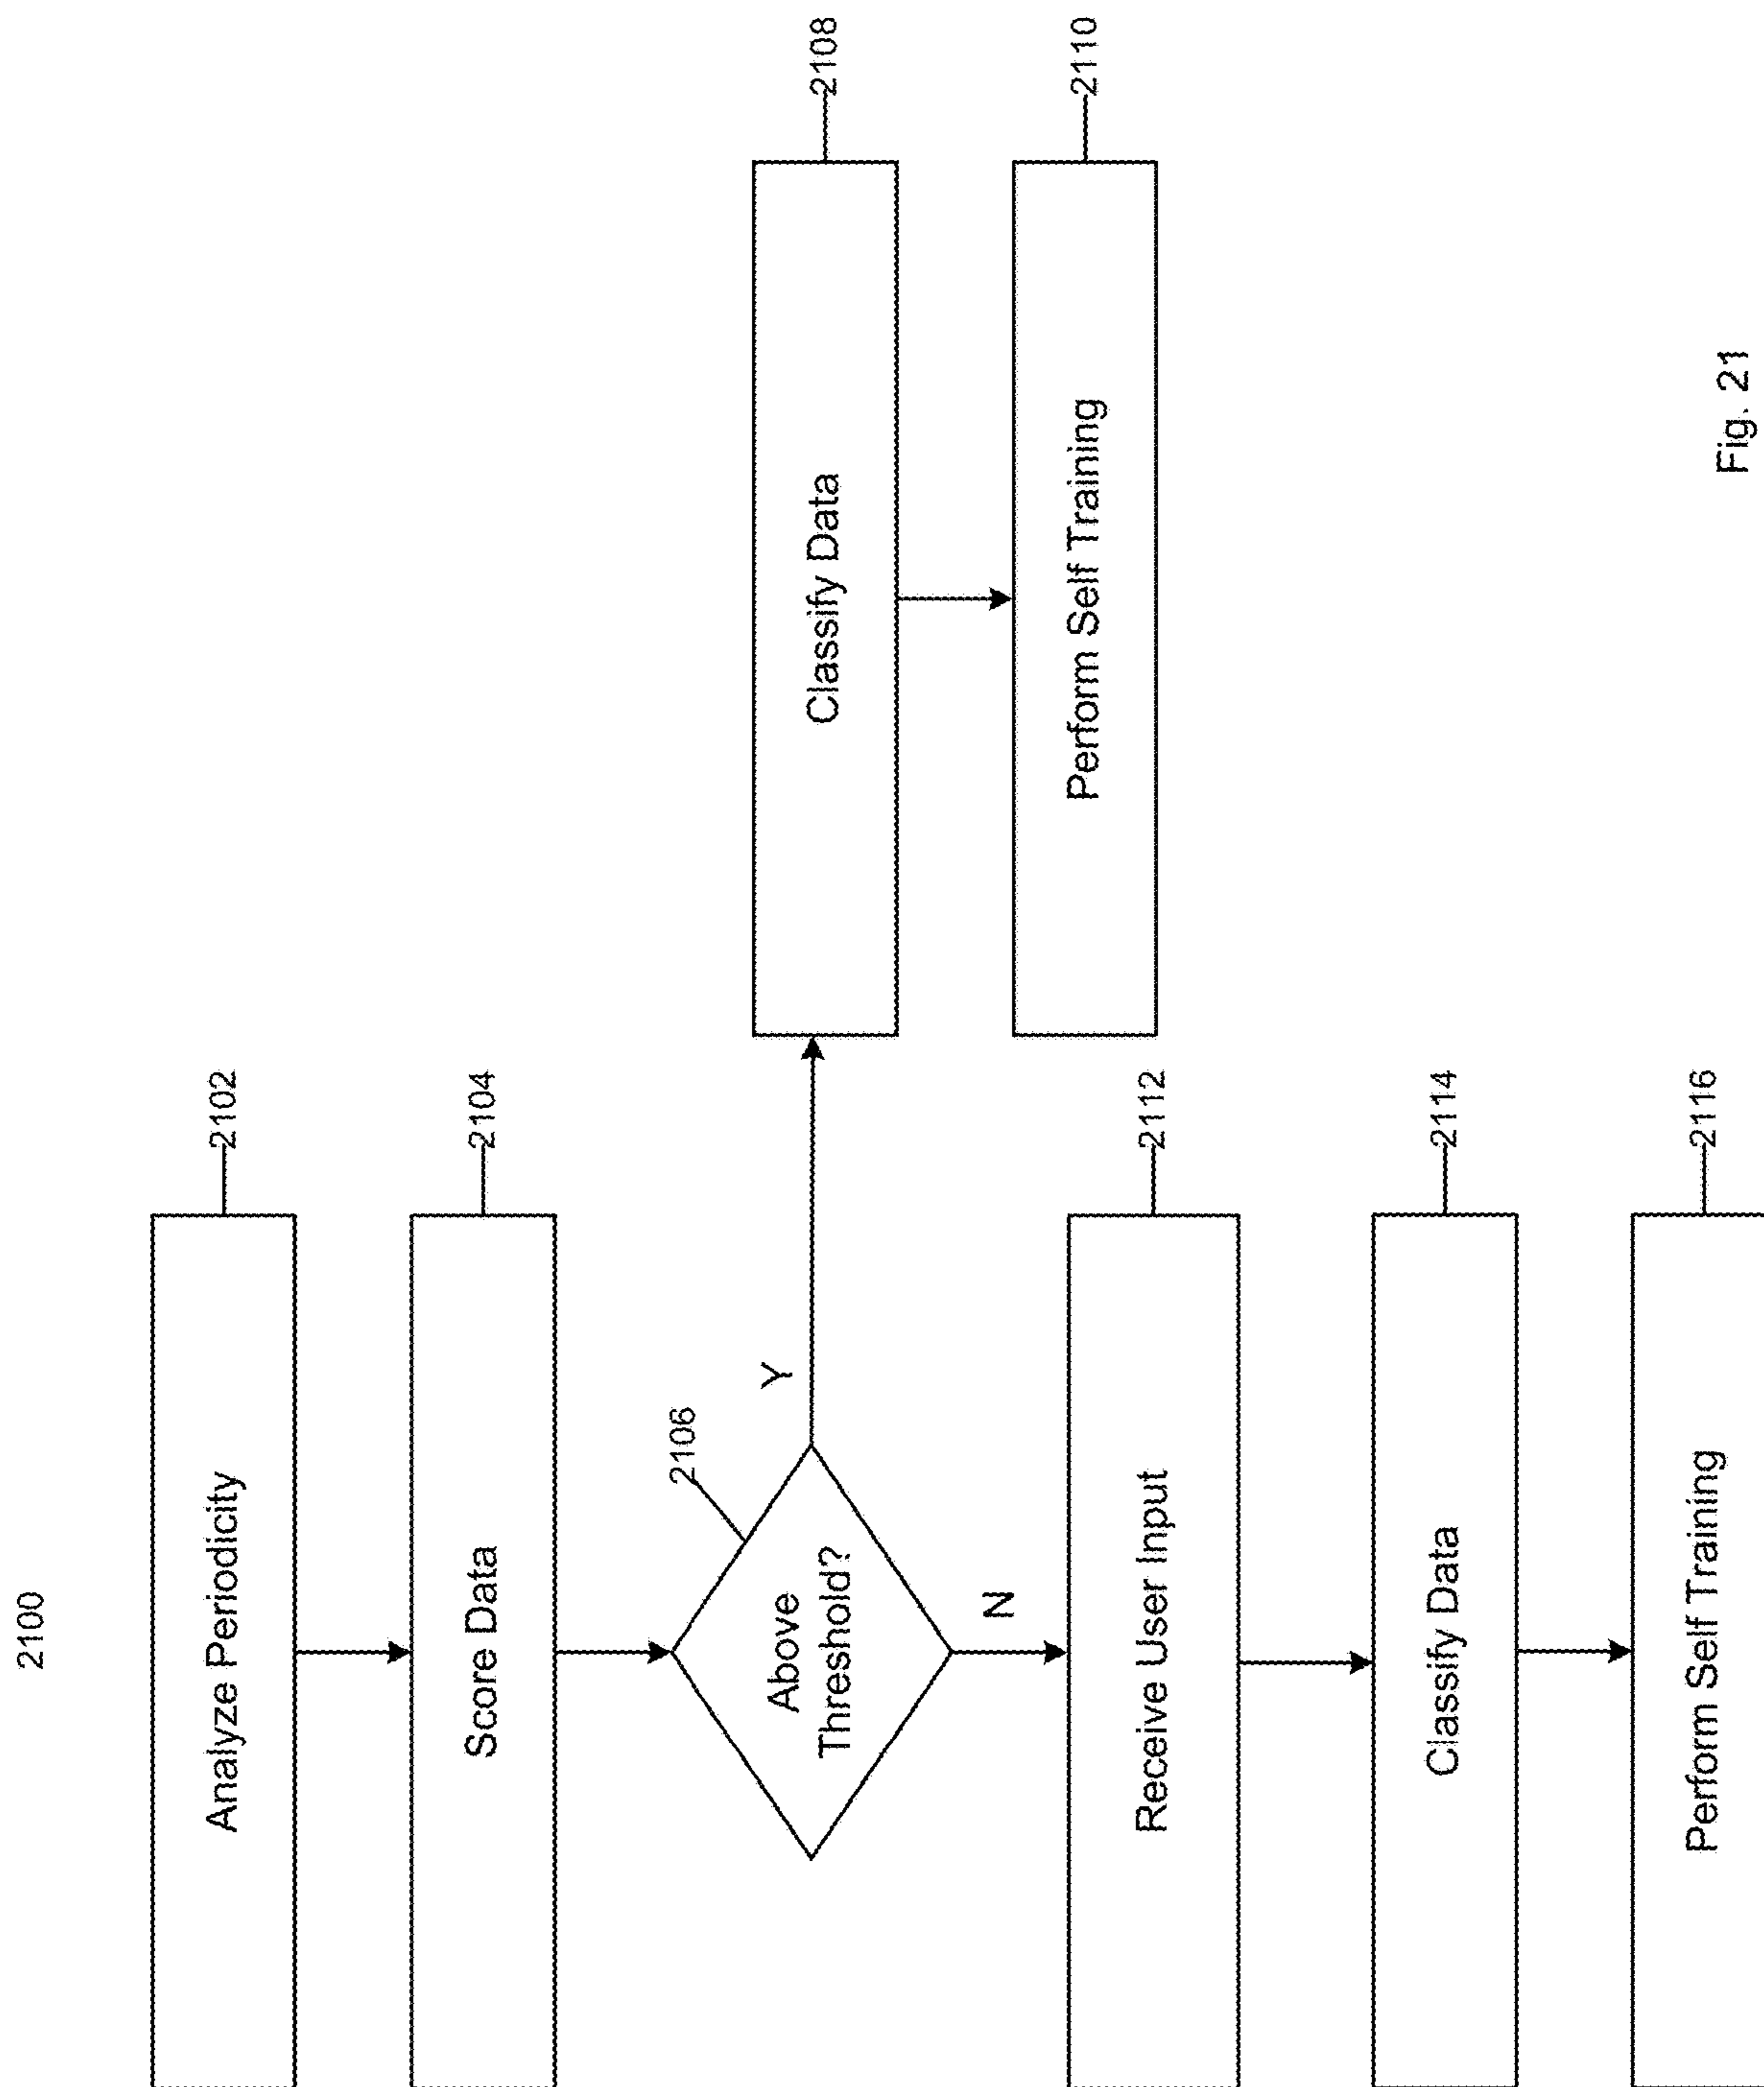 2100
Analyze Periodicity
2102
Score Data
2104
2106
Above
Threshold?
Y
N
Classify Data
2108
Perform Self Training
2110
Receive User Input
2112
Classify Data
2114
Perform Self Training
2116
Fig. 21